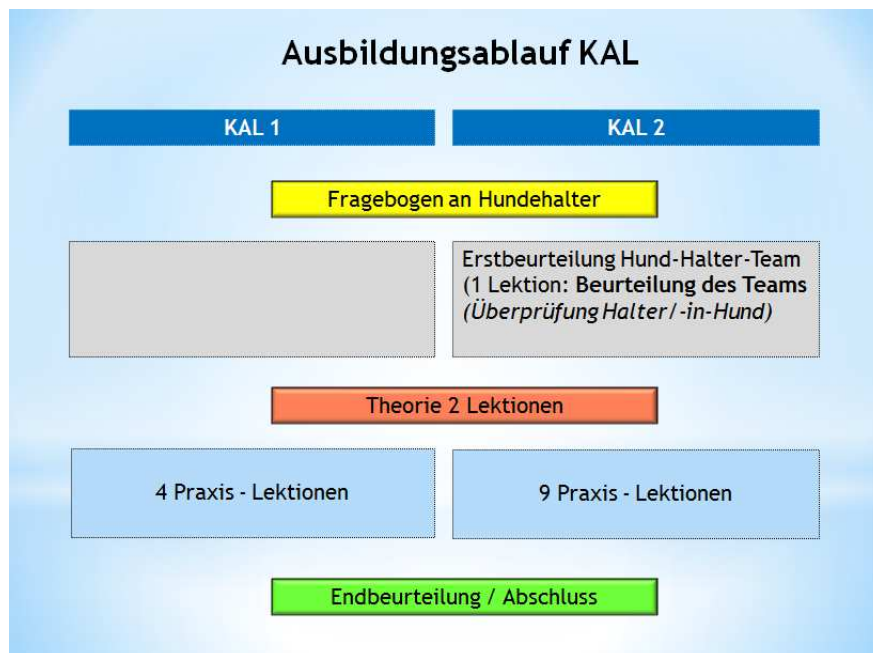 Ausbildungsablauf KAL
KAL 1
KAL 2
Fragebogen an Hundehalter
Erstbeurteilung Hund-Halter-Team
(1 Lektion: Beurteilung des Teams
(Überprüfung Halter/-in-Hund)
Theorie 2 Lektionen
4 Praxis - Lektionen
9 Praxis - Lektionen
Endbeurteilung / Abschluss